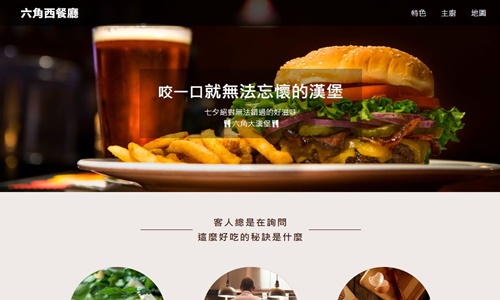 六角西餐廳
特色 主廚 地圖
咬一口就無法忘懷的漢堡
七夕絕對無法錯過的好滋味
六角大漢堡
客人總是在詢問
這麼好吃的秘訣是什麼